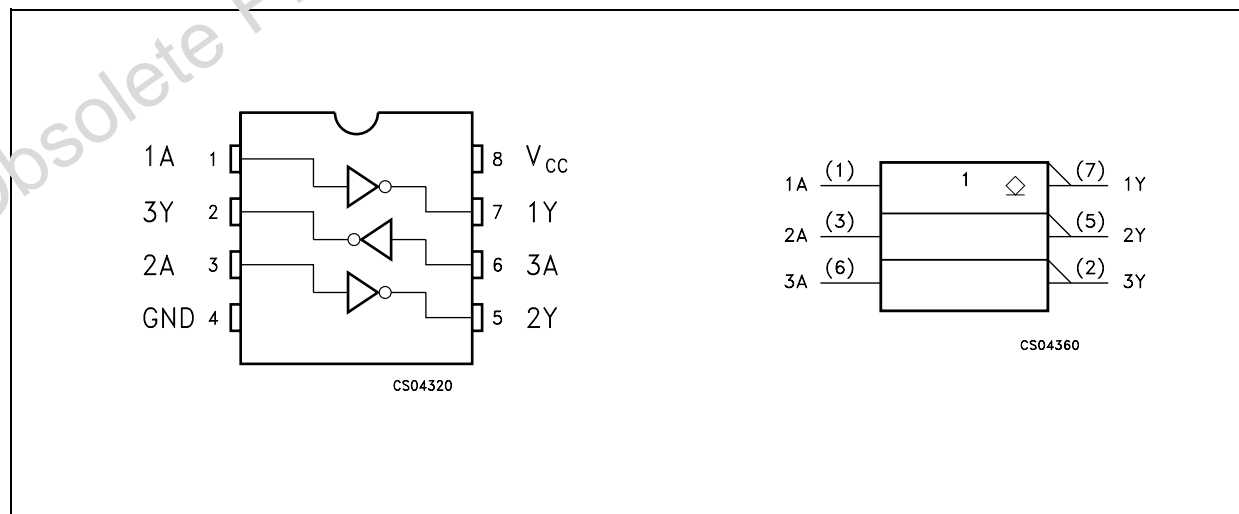 Obsolete
1A 1 8 VCC
3Y 2 7 1Y
2A 3 6 3A
GND 4 5 2Y
CS04320
1
1A (1) (7) 1Y
2A (3) (5) 2Y
3A (6) (2) 3Y
CS04360